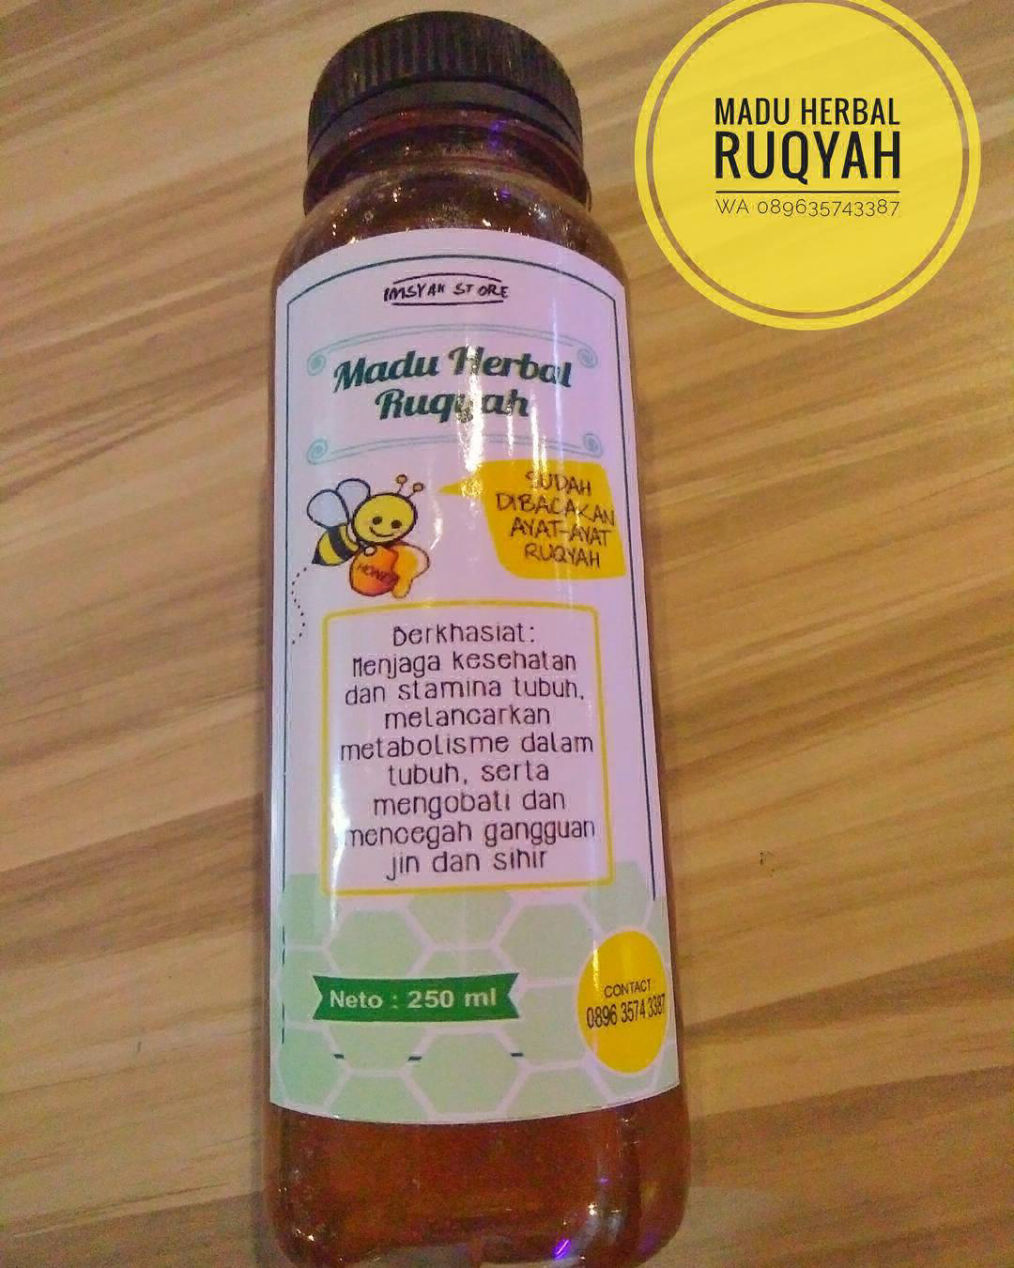 MADU HERBAL
RUQYAH
WA 089635743387
IMSYAH STORE
Madu Herbal
Ruqyah
SUDAH
DIBACAKAN
AYAT-AYAT
RUQYAH
HONEY
Berkhasiat:
Menjaga kesehatan
dan stamina tubuh,
melancarkan
metabolisme dalam
tubuh, serta
mengobati dan
mencegah gangguan
jin dan sihir
Neto : 250 ml
CONTACT
0896 3574 3387